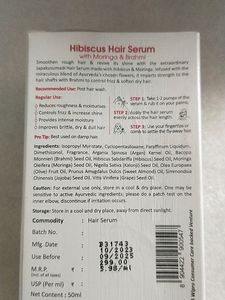 Hibiscus Hair Serum
with Moringa & Brahmi
Smoothen rough hair & revive its shine with the extraordinary
Hair Serum made with Hibiscus & Moringa, infused with the
miraculous blend of Ayurveda's chosen flowers, it imparts strength to
the hair shafts with Brahmi to control frizz & soften dry hair.
Recommended use: Post hair wash.
Regular Use:
› Reduces roughness & moisturises
› Controls frizz & increase shine
› Provides intense moisture
› Improves brittle, dry & dull hair
STEP 1: Take 1-2 pumps of the
serum & rub it on your palms.
STEP 2: Apply the serum evenly
across the hair length.
STEP 3: Use your fingertips/
comb to settle the fly-away hair
Pro Tip: Best used on damp hair.
Ingredients: Isopropyl Myristate, Cyclopentasiloxane, Paraffinum Liquidum,
Dimethiconol, Fragrance, Argania Spinosa (Argan) Kernel Oil, Bacopa
Monnieri (Brahmi) Seed Oil, Hibiscus Sabdariffa (Hibiscus) Seed Oil, Moringa
Oleifera (Moringa) Seed Oil, Nigella Sativa (Kalonji) Seed Oil, Olea Europaea
(Olive) Fruit Oil, Prunus Amygdalus Dulcis (Sweet Almond) Oil, Simmondsia
Chinensis (Jojoba) Seed Oil, Vitis Vinifera (Grape) Seed Oil.
Caution: For external use only, store in a cool & dry place. One may be
sensitive to active Ayurvedic ingredients; please do a patch test on
elbow, discontinue if irritation occurs.
Storage: Store in a cool and dry place, away from direct sunlight.
Commodity : Hair Serum
Batch No. : B31743
Mfg. Date : 10/2023
Use Before : 09/2025
M.R.P. : 299.00
(Incl. of all taxes) 5.98/ml
UST (per ml)
Net Content : 50ml
Wipro Consumer Care backed Venture